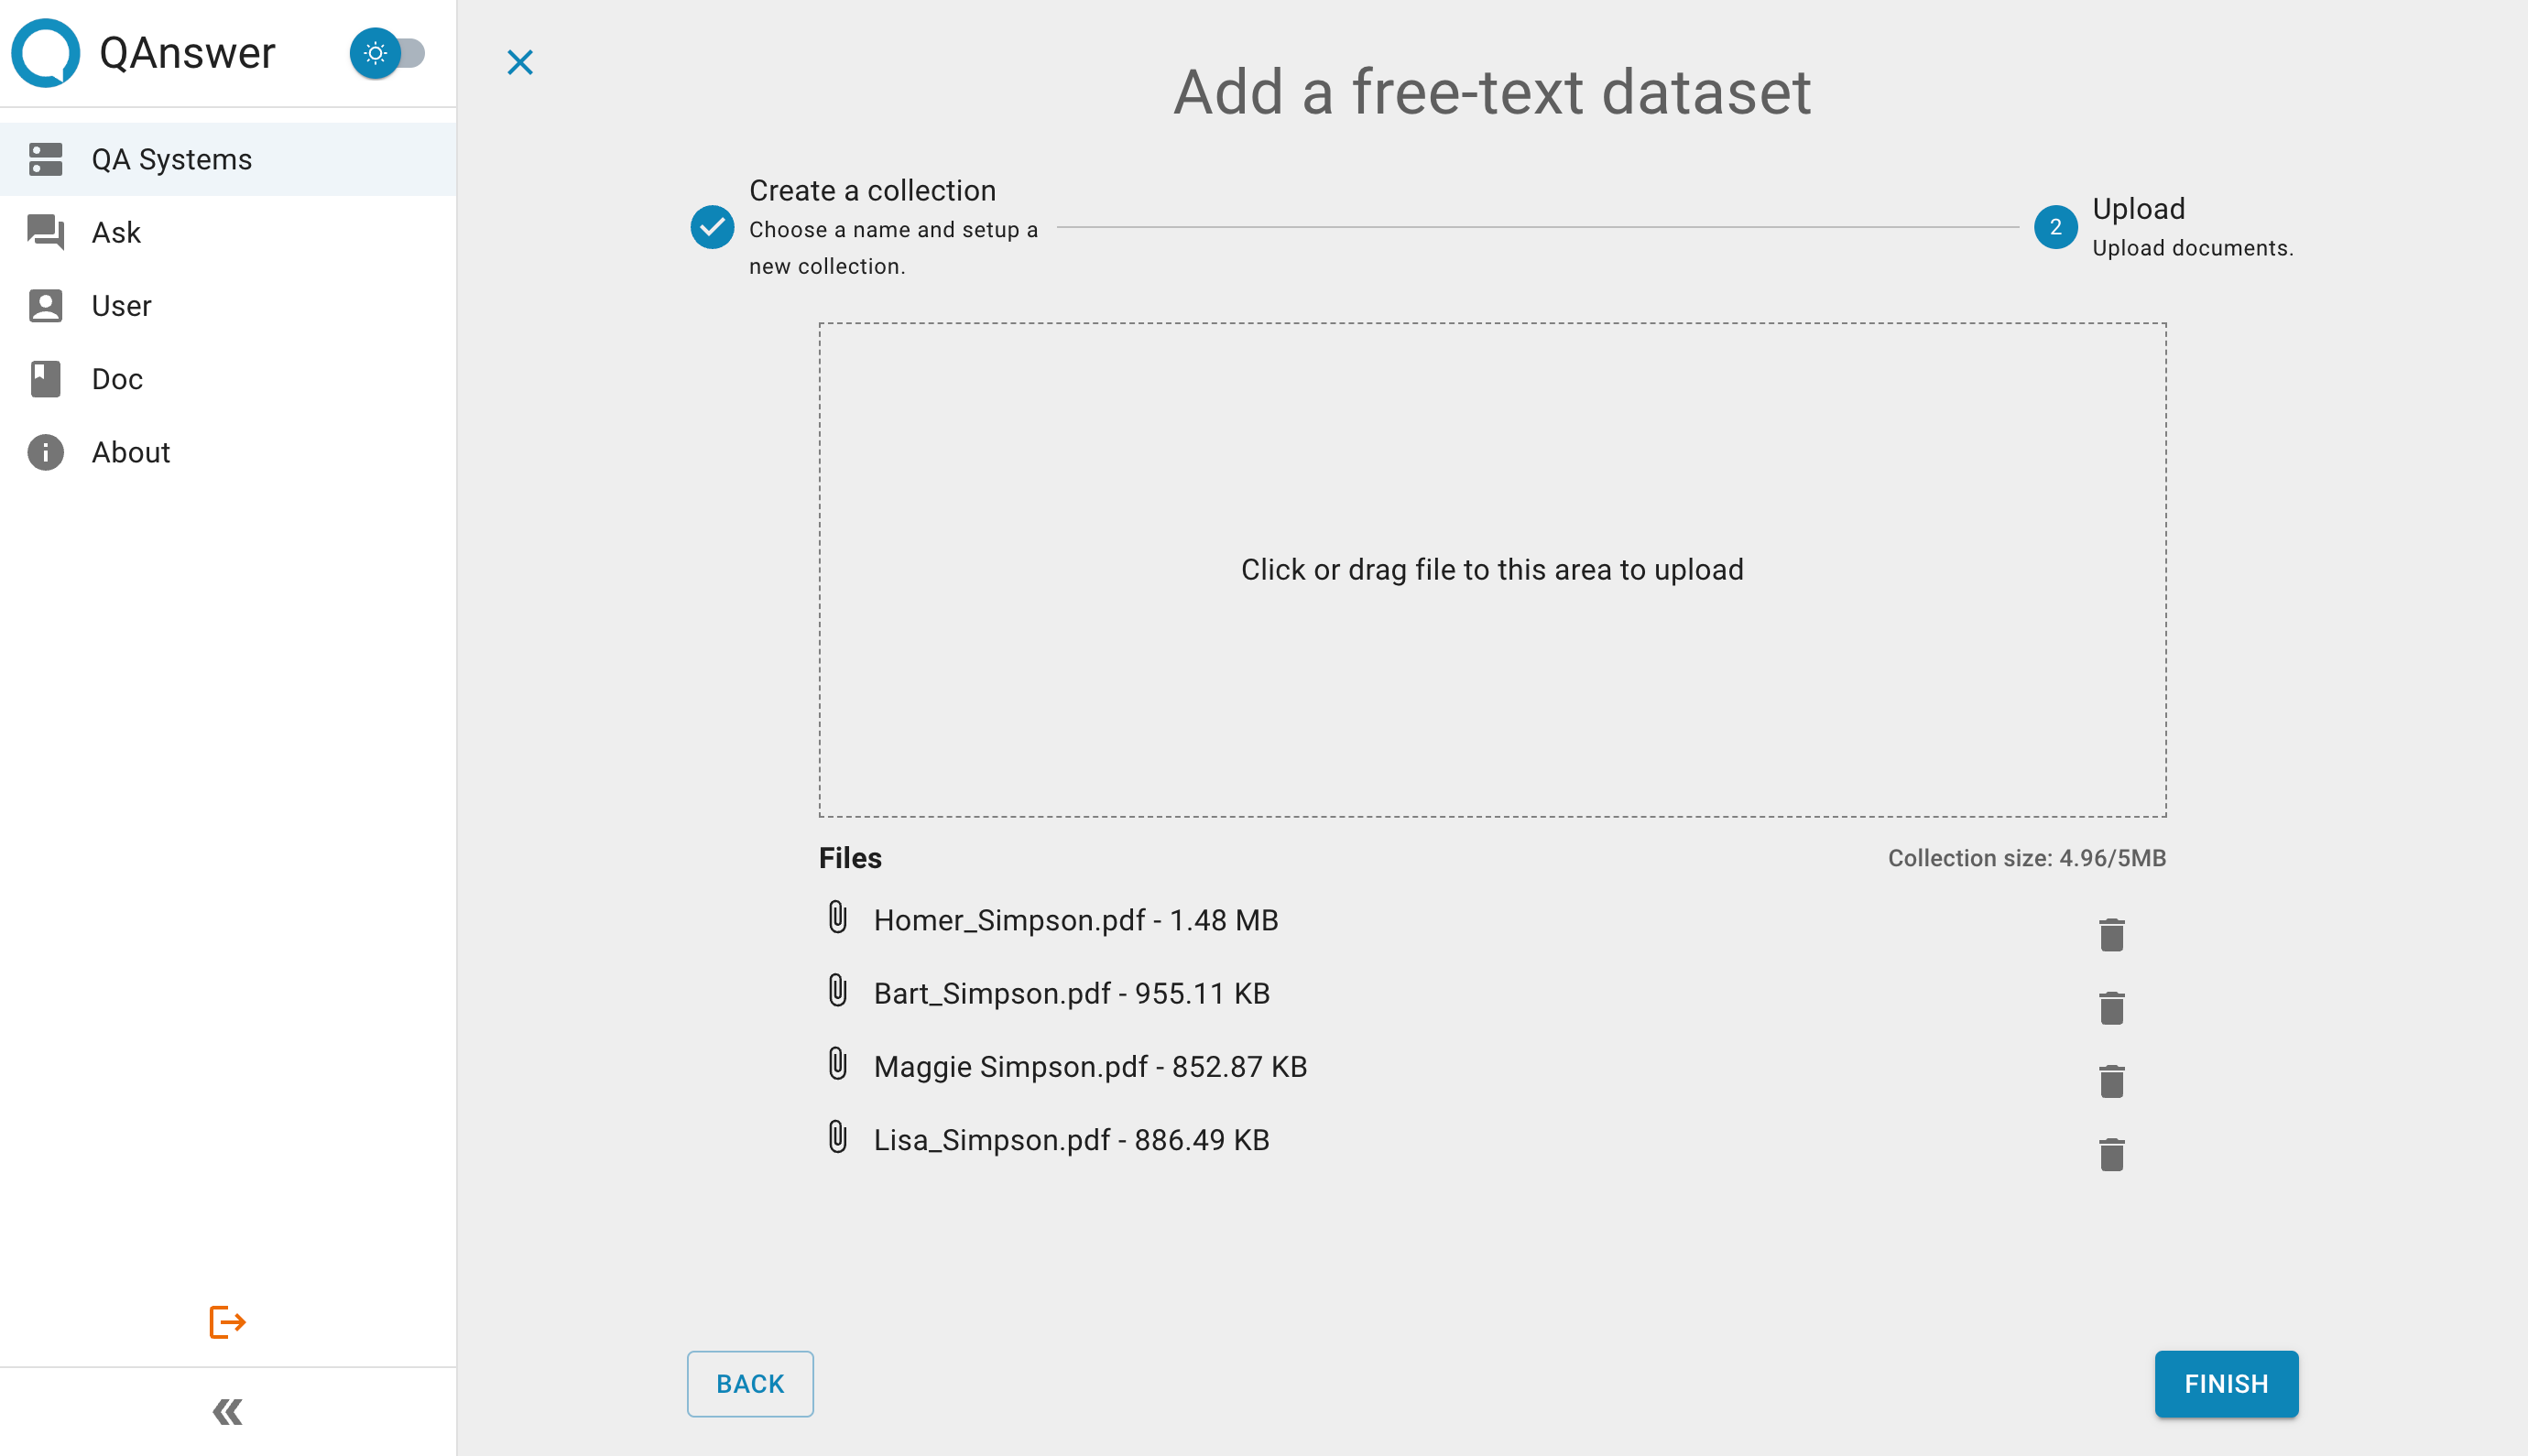 QAnswer
QA Systems
Ask
User
Doc
About
Add a free-text dataset
Create a collection
Choose a name and setup a
new collection.
2
Upload
Upload documents.
Click or drag file to this area to upload
Files
Collection size: 4.96/5MB
Homer_Simpson.pdf - 1.48 MB
Bart_Simpson.pdf - 955.11 KB
Maggie Simpson.pdf - 852.87 KB
Lisa_Simpson.pdf - 886.49 KB
BACK
FINISH